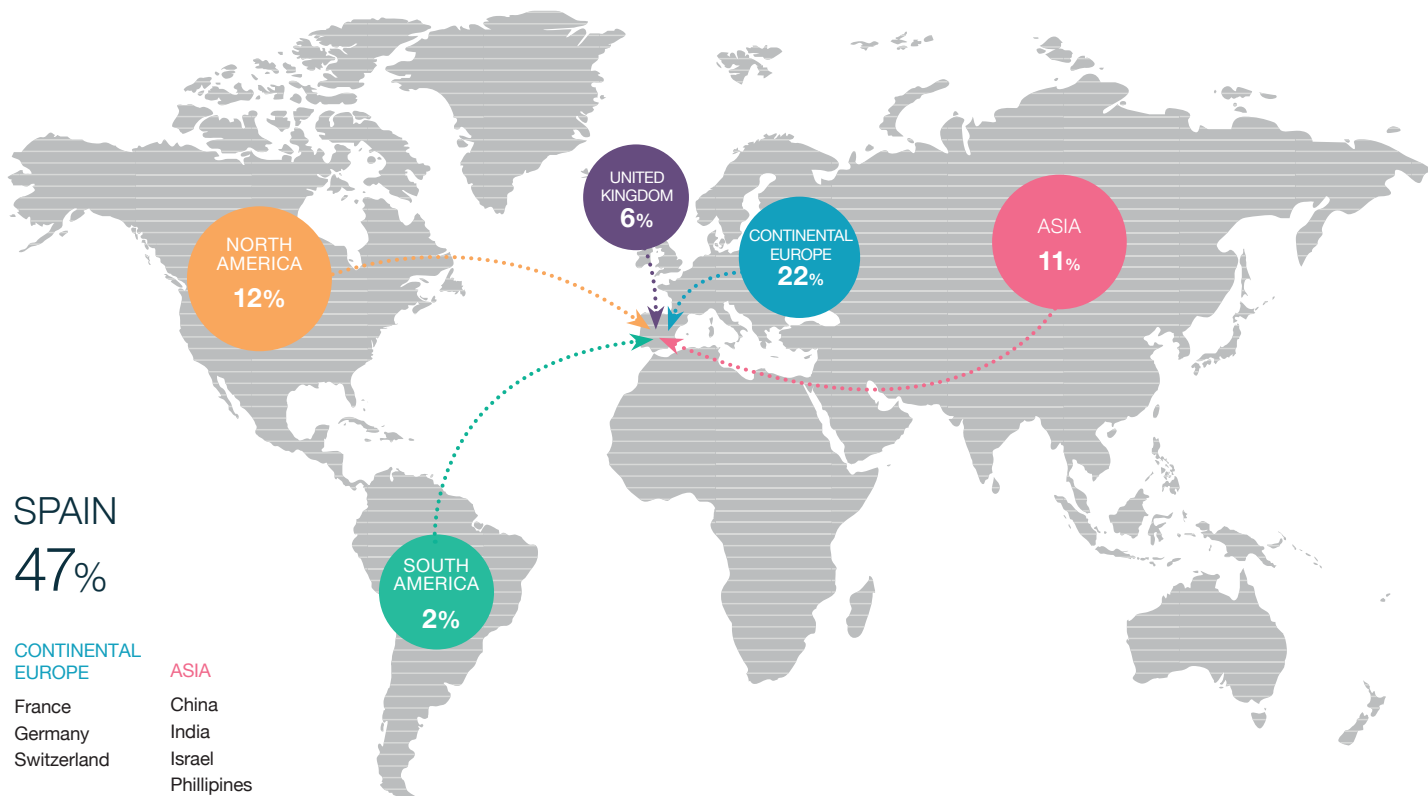 NORTH
AMERICA
12%
UNITED
KINGDOM
6%
CONTINENTAL
EUROPE
22%
ASIA
11%
SPAIN
47%
SOUTH
AMERICA
2%
CONTINENTAL
EUROPE
France
Germany
Switzerland
ASIA
China
India
Israel
Phillipines